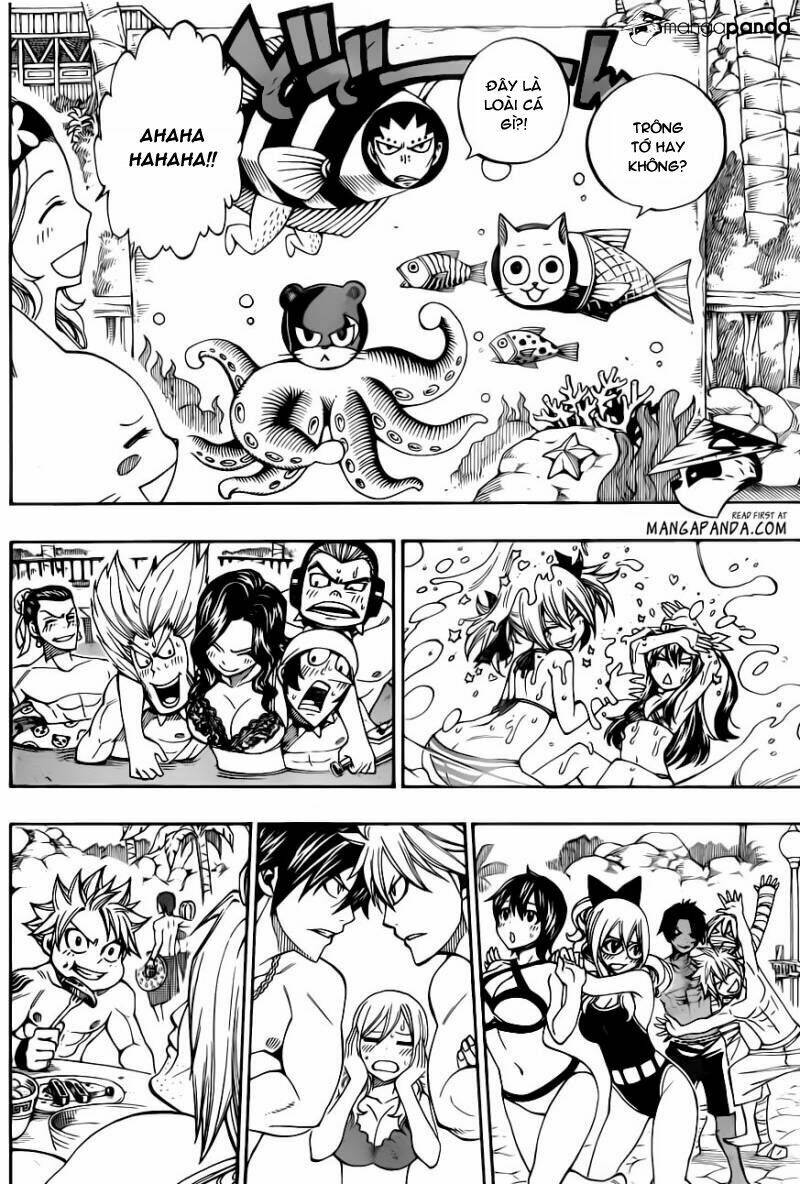 mangapanda
AHAHA
HAHAHA!!
ĐÂY LÀ
LOÀI CÁ
GÌ?!
TRÔNG
TỚ HAY
KHÔNG?
READ FIRST AT
MANGAPANDA.COM